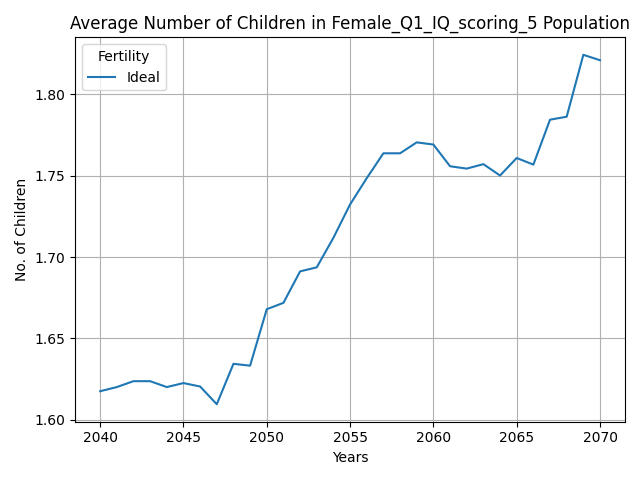 Average Number of Children in Female_Q1_IQ_scoring_5 Population
Fertility
Ideal
No. of Children
1.80
1.75
1.70
1.65
1.60
2040 2045 2050 2055 2060 2065 2070
Years